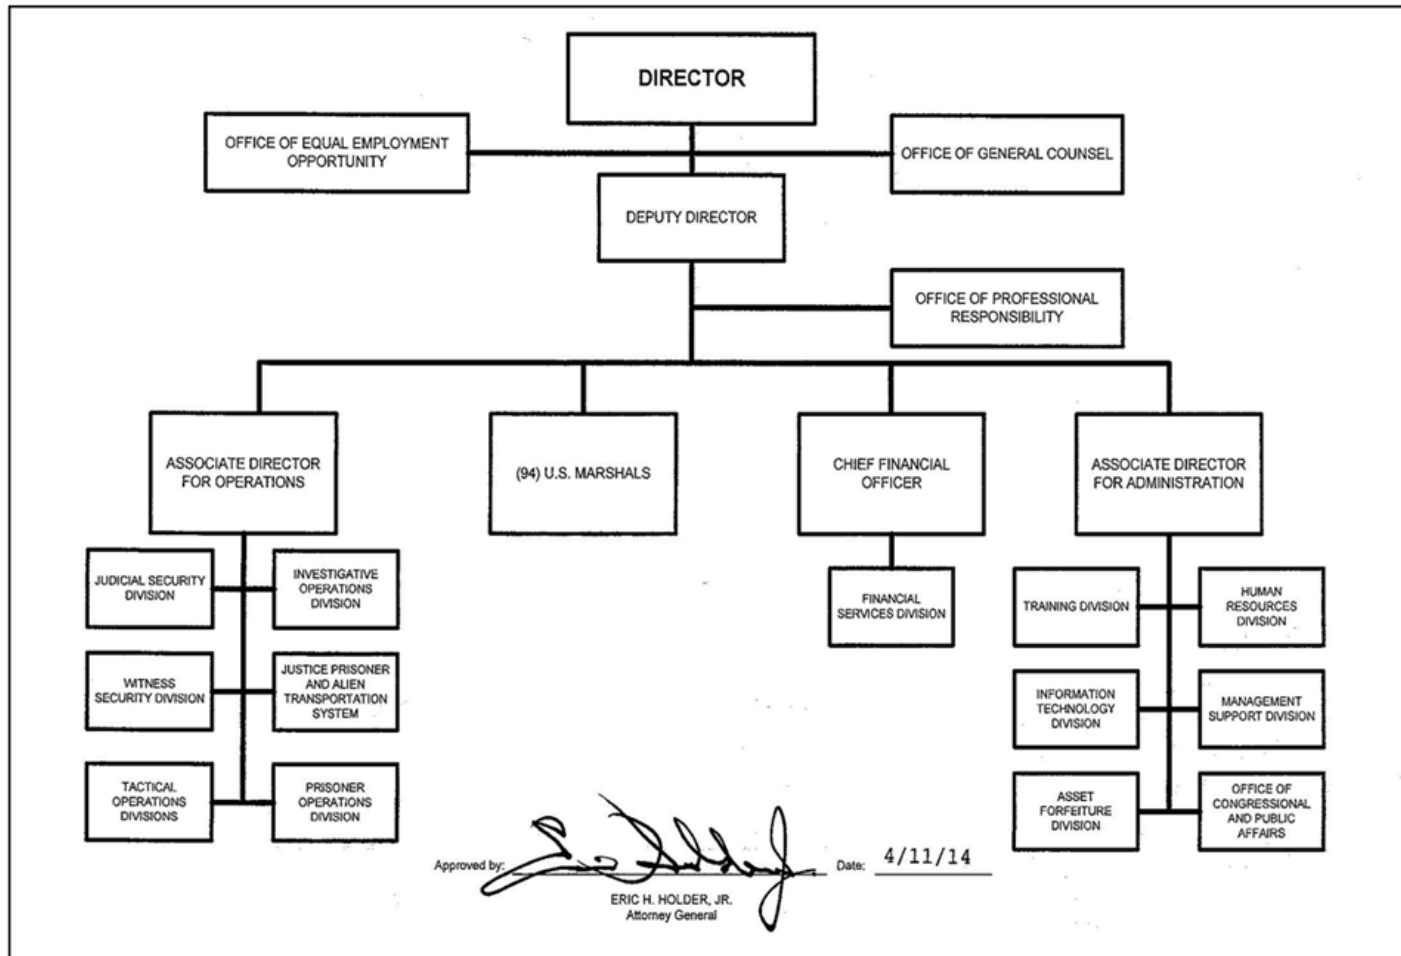 DIRECTOR
OFFICE OF EQUAL EMPLOYMENT
OPPORTUNITY
OFFICE OF GENERAL COUNSEL
DEPUTY DIRECTOR
OFFICE OF PROFESSIONAL
RESPONSIBILITY
ASSOCIATE DIRECTOR
FOR OPERATIONS
(94) U.S. MARSHALS
CHIEF FINANCIAL
OFFICER
ASSOCIATE DIRECTOR
FOR ADMINISTRATION
JUDICIAL SECURITY
DIVISION
INVESTIGATIVE
OPERATIONS
DIVISION
WITNESS
SECURITY DIVISION
JUSTICE PRISONER
AND ALIEN
TRANSPORTATION
SYSTEM
TACTICAL
OPERATIONS
DIVISIONS
PRISONER
OPERATIONS
DIVISION
FINANCIAL
SERVICES DIVISION
TRAINING DIVISION
HUMAN
RESOURCES
DIVISION
INFORMATION
TECHNOLOGY
DIVISION
MANAGEMENT
SUPPORT DIVISION
ASSET
FORFEITURE
DIVISION
OFFICE OF
CONGRESSIONAL
AND PUBLIC
AFFAIRS
Approved by:
Date: 4/11/14
ERIC H. HOLDER, JR.
Attorney General